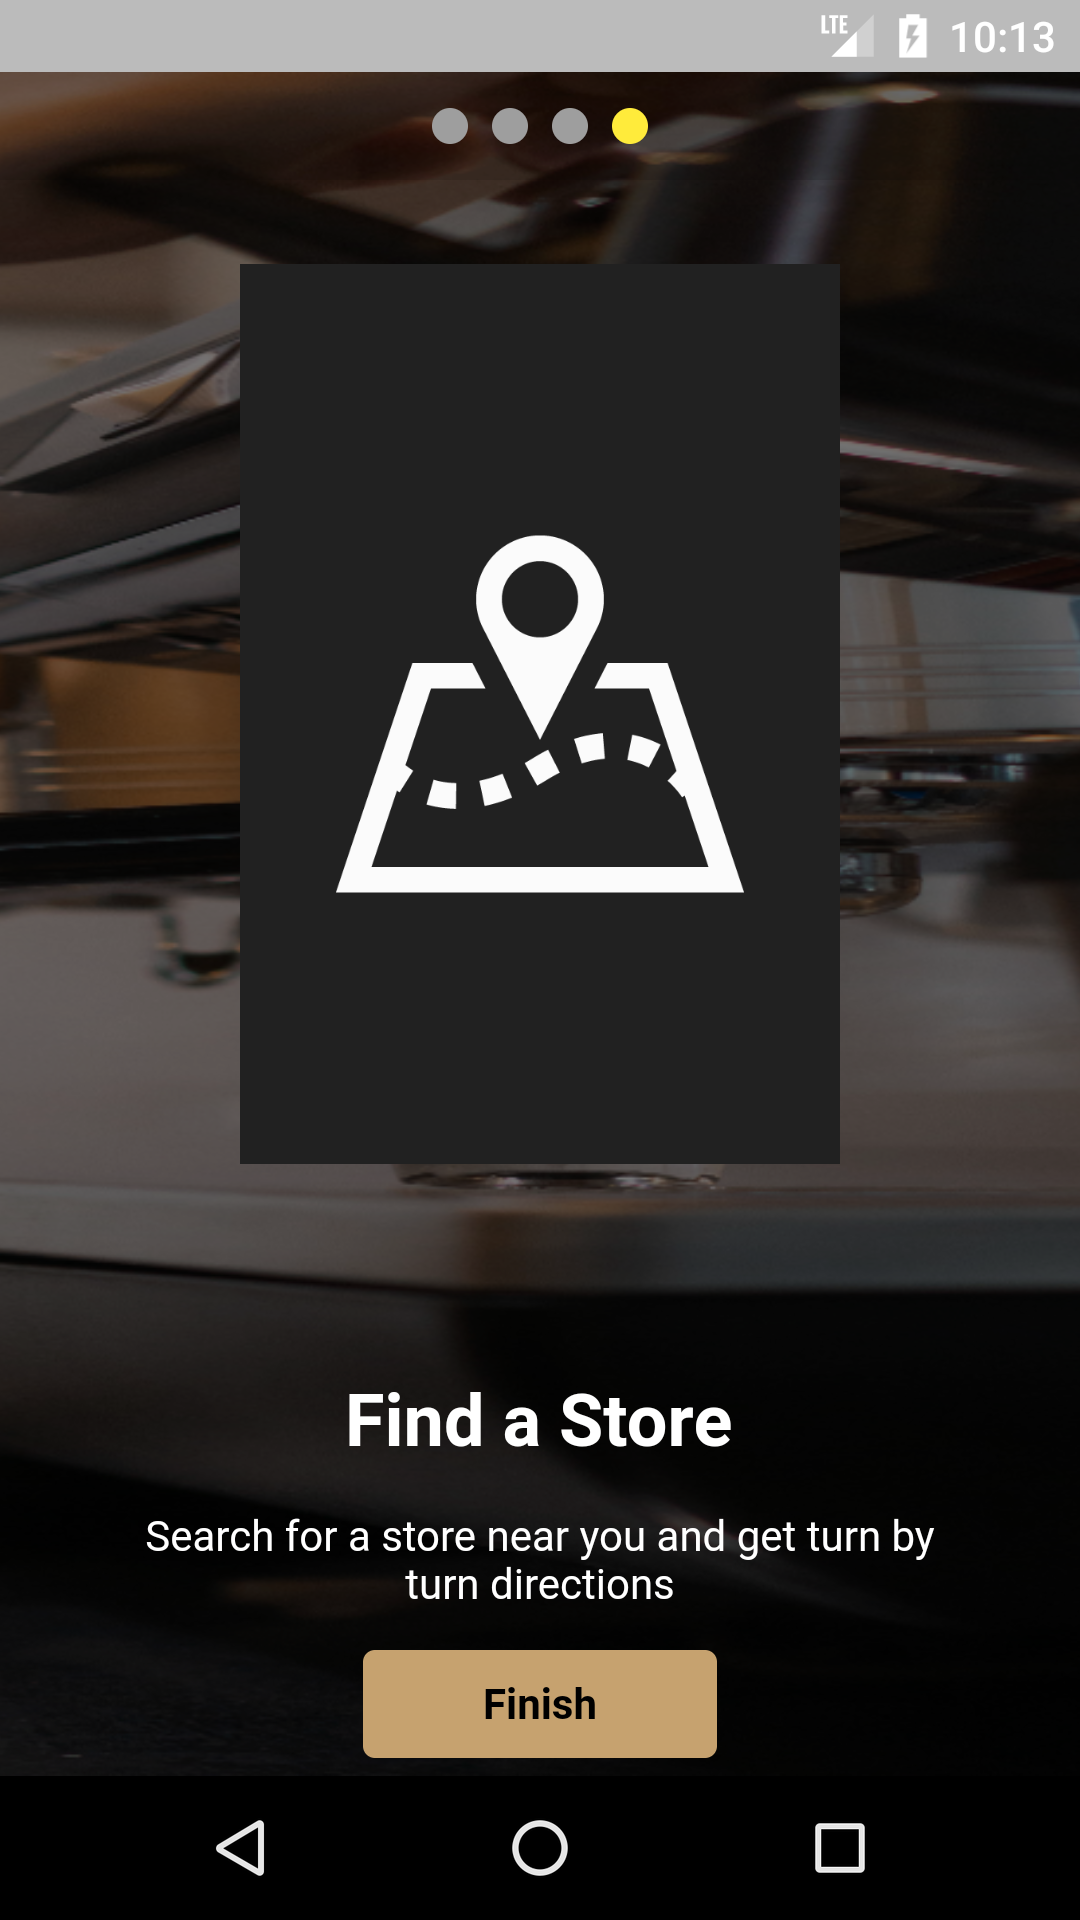 LTE 10:13
Find a Store
Search for a store near you and get turn by
turn directions
Finish